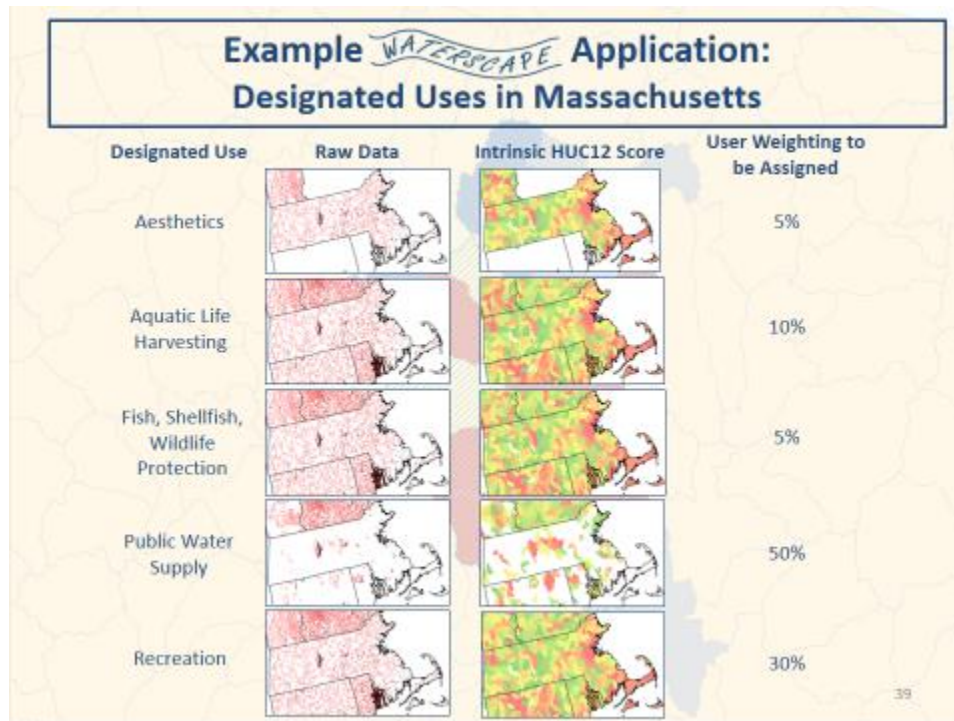 Example WATERSCAPE Application:
Designated Uses in Massachusetts
Designated Use
Raw Data
Intrinsic HUC12 Score
User Weighting to
be Assigned
Aesthetics
5%
Aquatic Life
Harvesting
10%
Fish, Shellfish,
Wildlife
Protection
5%
Public Water
Supply
50%
Recreation
30%
39